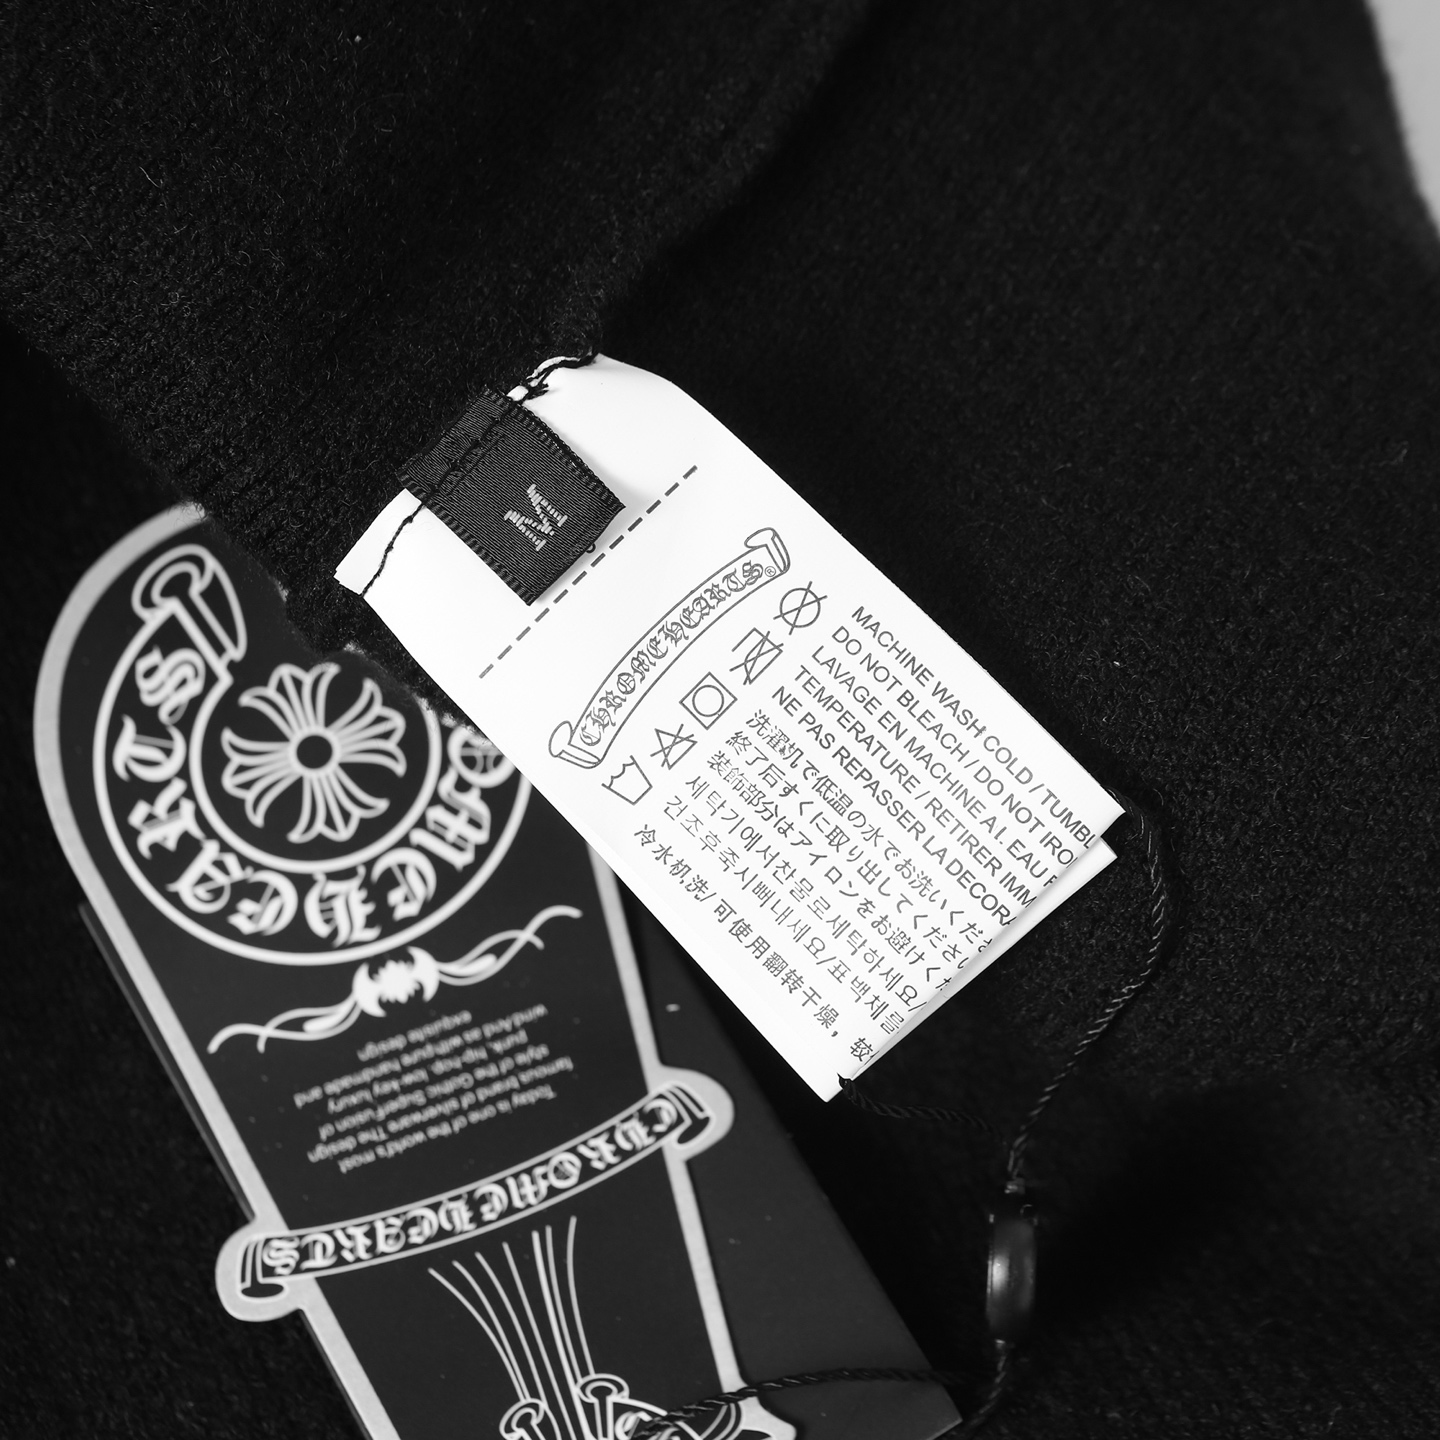 M
CHROME HEARTS®
MACHINE WASH COLD / TUMBL
DO NOT BLEACH / DO NOT IRO
LAVAGE EN MACHINE A L EAU F
TEMPERATURE / RETIRER IMM
NE PAS REPASSER LA DECORA
洗濯机で低温の水でお洗いくださ
終了后すぐに取り出してください
装飾部分はアイロンをお避けくだ
세탁기에서찬물로세탁하세요/
건조후즉시빼내세요/표백제를
冷水机洗/可使用翻转干燥，较
CHROME HEARTS
Today is one of the world's most
famous brand of silverware The design
style of the Gothic SuperFusion of
punk, hip-hop, low-key luxury
wind And as with pure handmade and
exquisite design
CHROME HEARTS